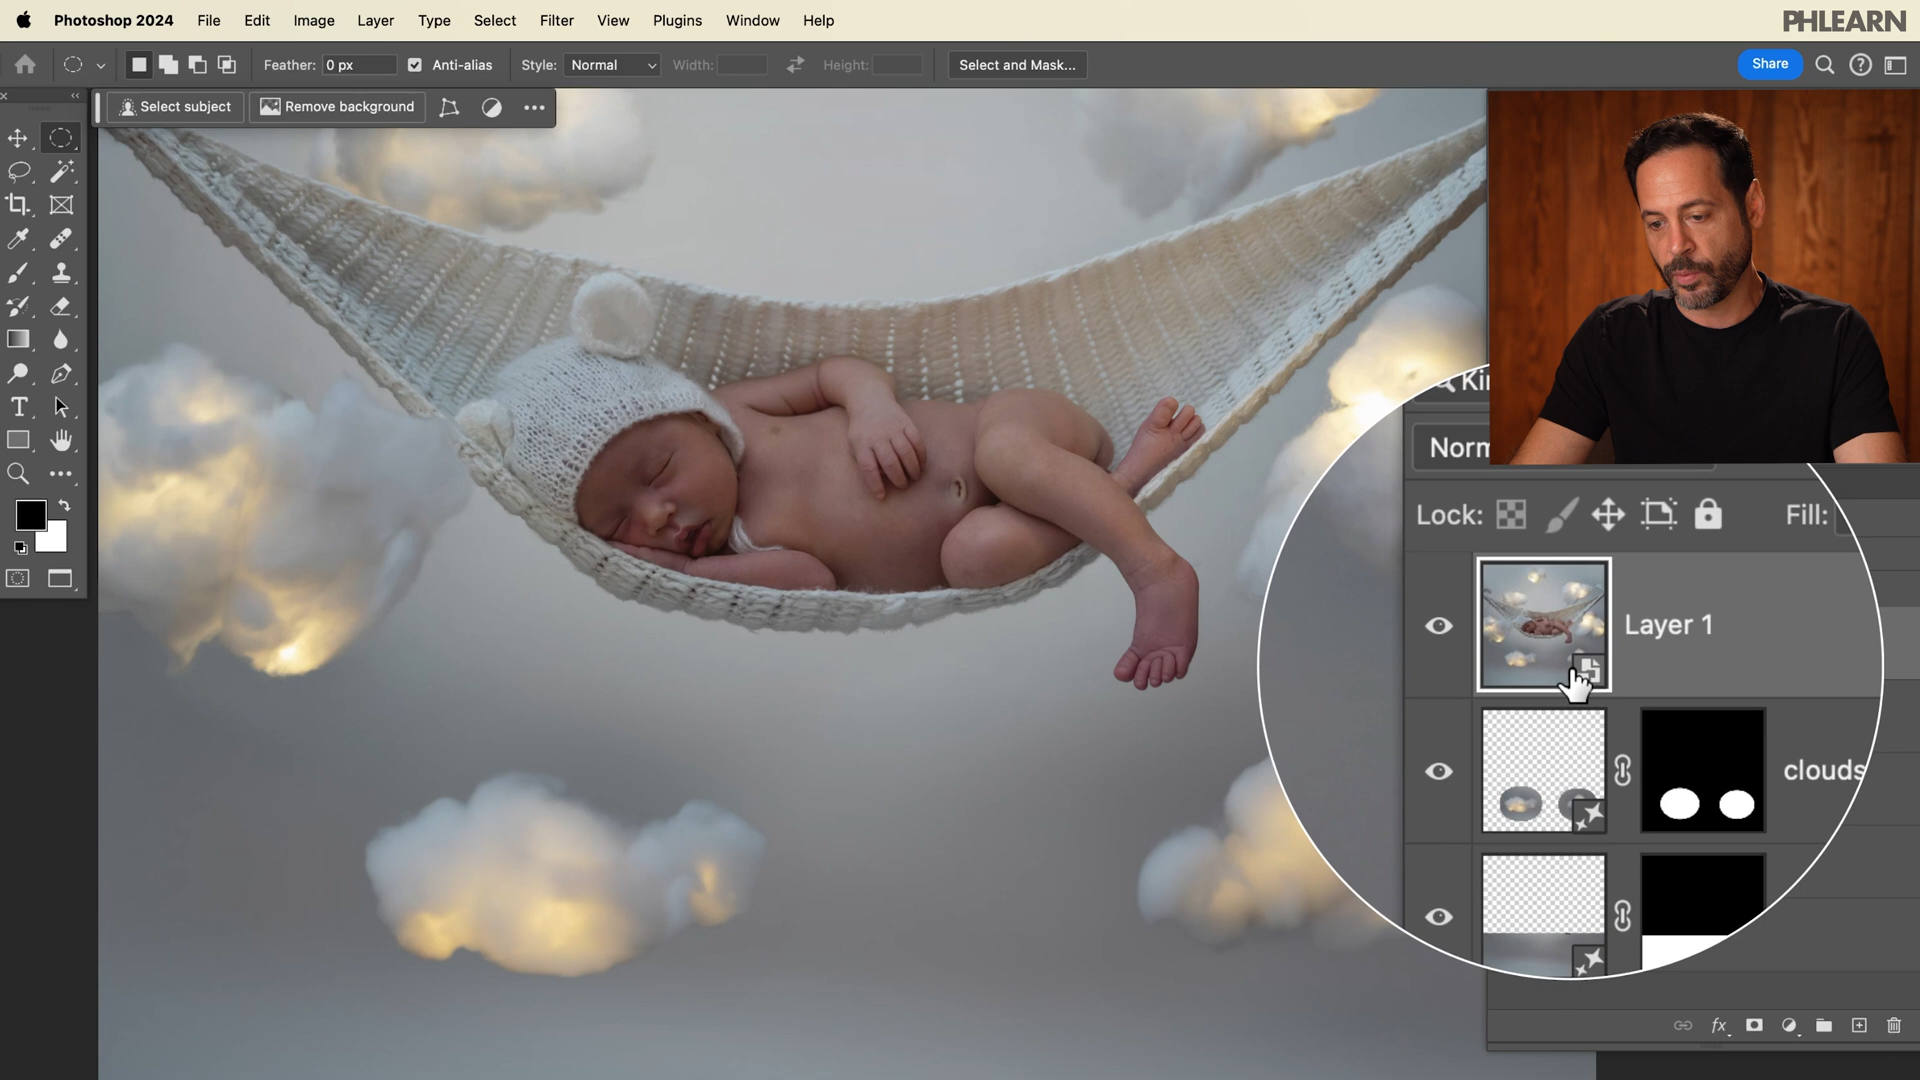 Photoshop 2024 File Edit Image Layer Type Select Filter View Plugins Window Help
PHLEARN
Feather: 0 px Anti-alias Style: Normal Width: Height: Select and Mask... Share
Select subject Remove background
Lock: Fill:
Layer 1
clouds